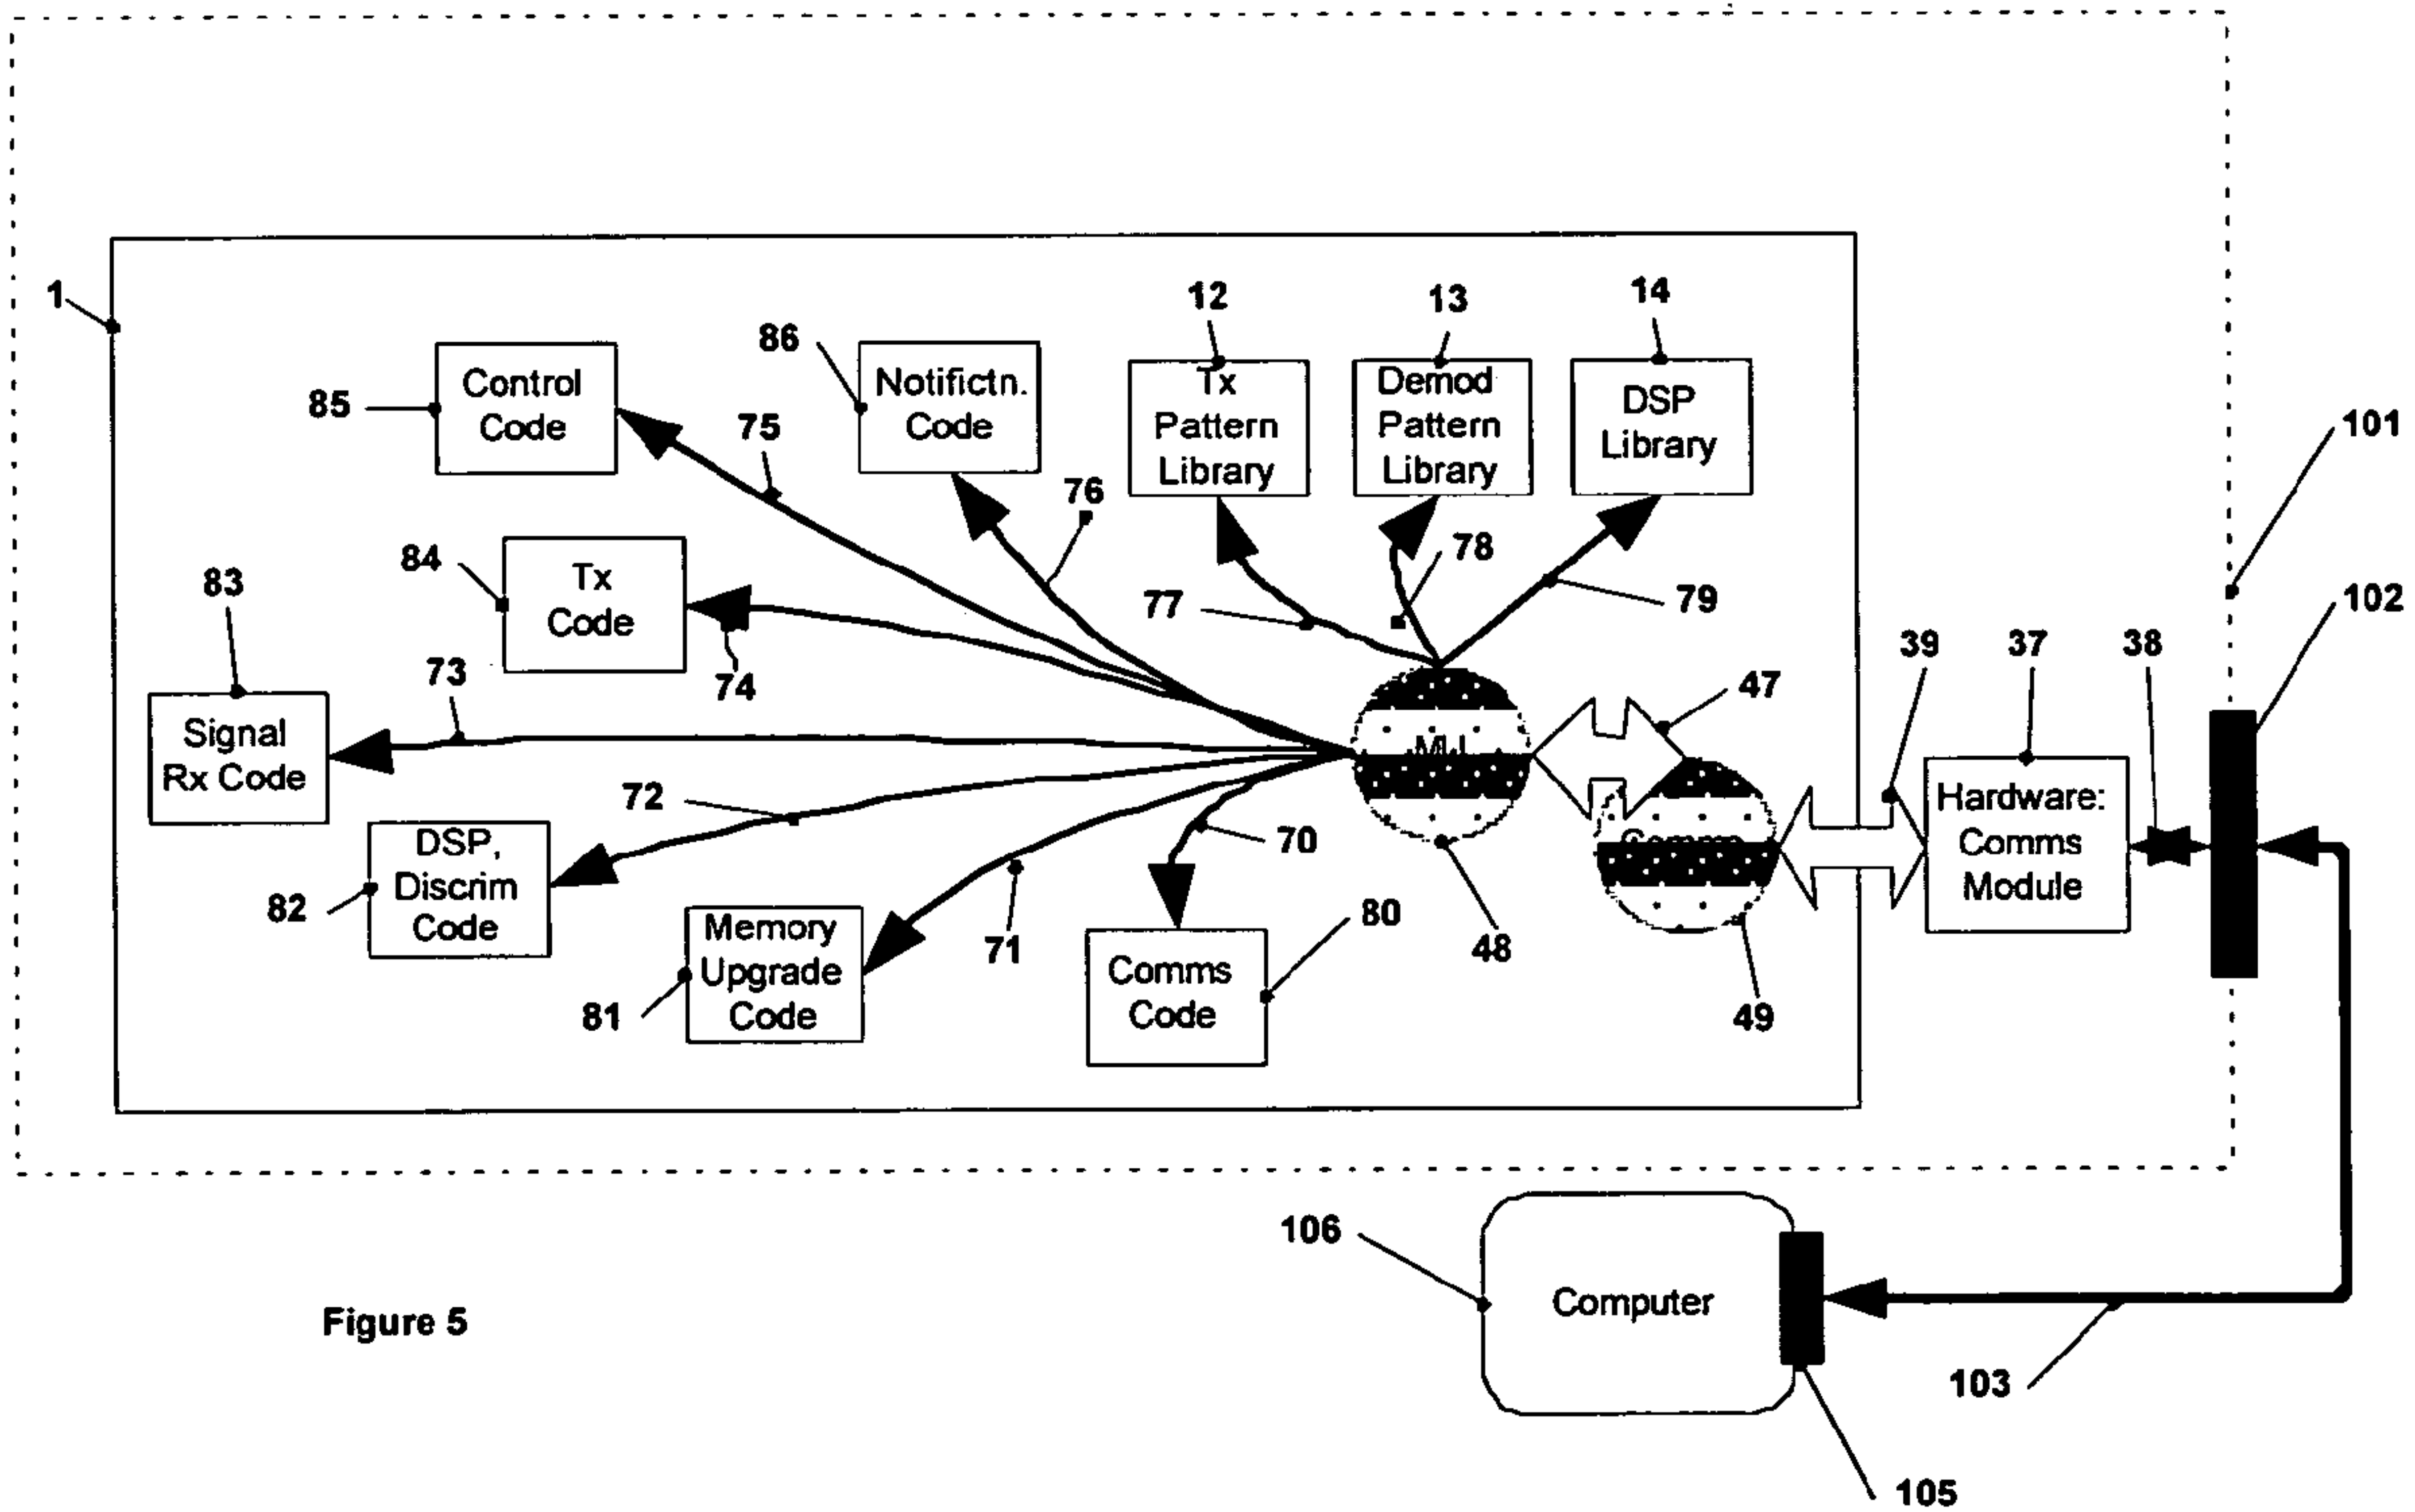 1
12
13
14
86
85
Control
Code
Notifictn.
Code
Tx
Pattern
Library
Demod
Pattern
Library
DSP
Library
75
76
101
102
84
83
Tx
Code
77
78
79
39
37
38
73
74
47
Signal
Rx Code
MU
72
70
Hardware:
Comms
Module
DSP,
Discrim
Code
82
71
48
80
49
Memory
Upgrade
Code
81
Comms
Code
106
Computer
Figure 5
103
105